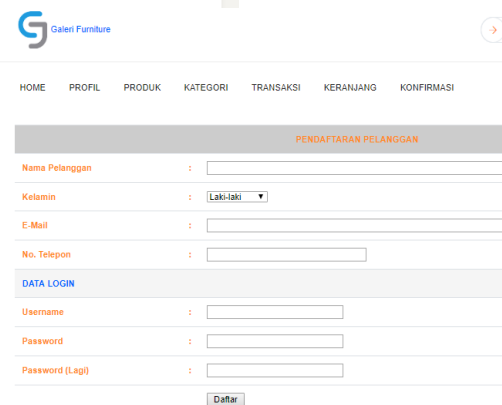 Galeri Furniture
HOME PROFIL PRODUK KATEGORI TRANSAKSI KERANJANG KONFIRMASI
PENDAFTARAN PELANGGAN
Nama Pelanggan :
Kelamin : Laki-laki
E-Mail :
No. Telepon :
DATA LOGIN
Username :
Password :
Password (Lagi) :
Daftar